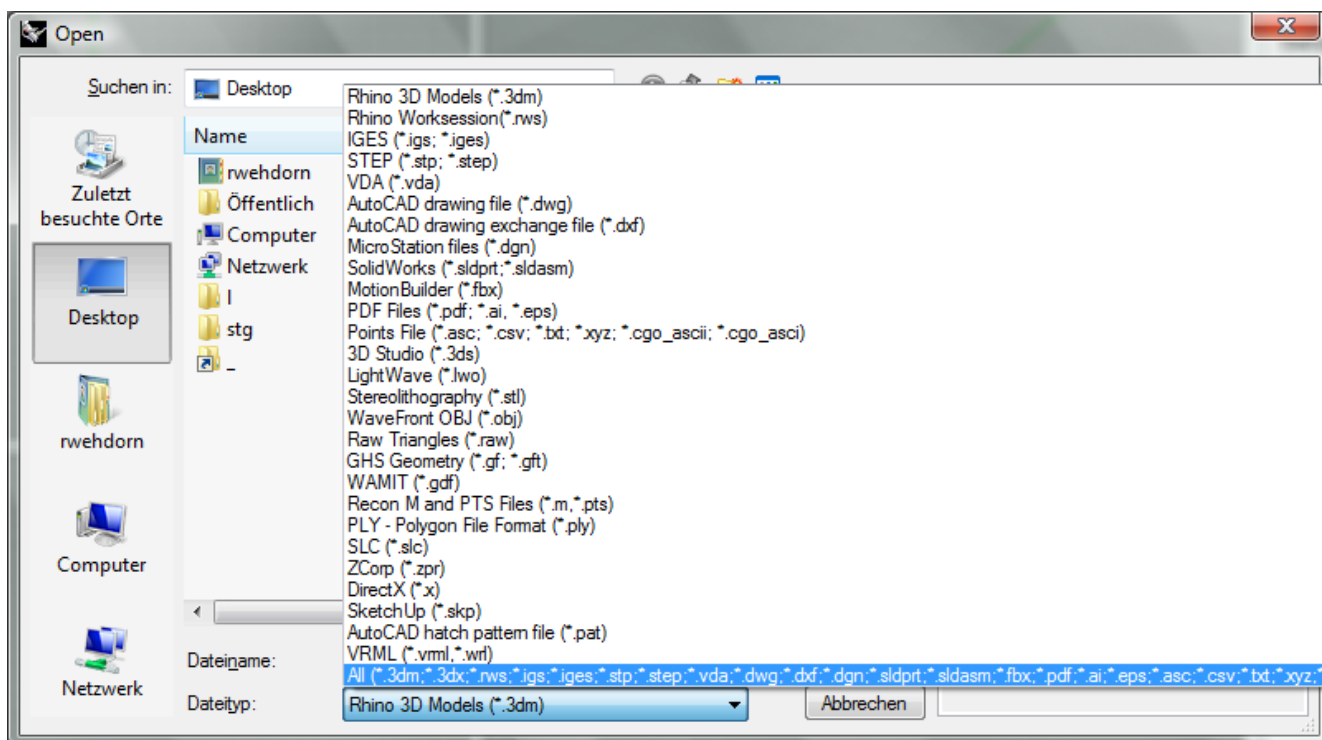 Open
Suchen in:
Desktop
Zuletzt
besuchte Orte
Desktop
rwehdorn
Computer
Netzwerk
Name
rwehdorn
Öffentlich
Computer
Netzwerk
l
stg
_
Rhino 3D Models (*.3dm)
Rhino Worksession(*.rws)
IGES (*.igs; *.iges)
STEP (*.stp; *.step)
VDA (*.vda)
AutoCAD drawing file (*.dwg)
AutoCAD drawing exchange file (*.dxf)
MicroStation files (*.dgn)
SolidWorks (*.sldprt;*.sldasm)
MotionBuilder (*.fbx)
PDF Files (*.pdf; *.ai, *.eps)
Points File (*.asc; *.csv; *.txt; *.xyz; *.cgo_ascii; *.cgo_asci)
3D Studio (*.3ds)
LightWave (*.lwo)
Stereolithography (*.stl)
WaveFront OBJ (*.obj)
Raw Triangles (*.raw)
GHS Geometry (*.gf; *.gft)
WAMIT (*.gdf)
Recon M and PTS Files (*.m,*.pts)
PLY - Polygon File Format (*.ply)
SLC (*.slc)
ZCorp (*.zpr)
DirectX (*.x)
SketchUp (*.skp)
AutoCAD hatch pattern file (*.pat)
VRML (*.vrml,*.wrl)
All (*.3dm;*.3dx;*.rws;*.igs;*.iges;*.stp;*.step;*.vda;*.dwg;*.dxf;*.dgn;*.sldprt;*.sldasm;*.fbx;*.pdf;*.ai;*.eps;*.asc;*.csv;*.txt;*.xyz;*
Dateiname:
Dateityp:
Rhino 3D Models (*.3dm)
Abbrechen